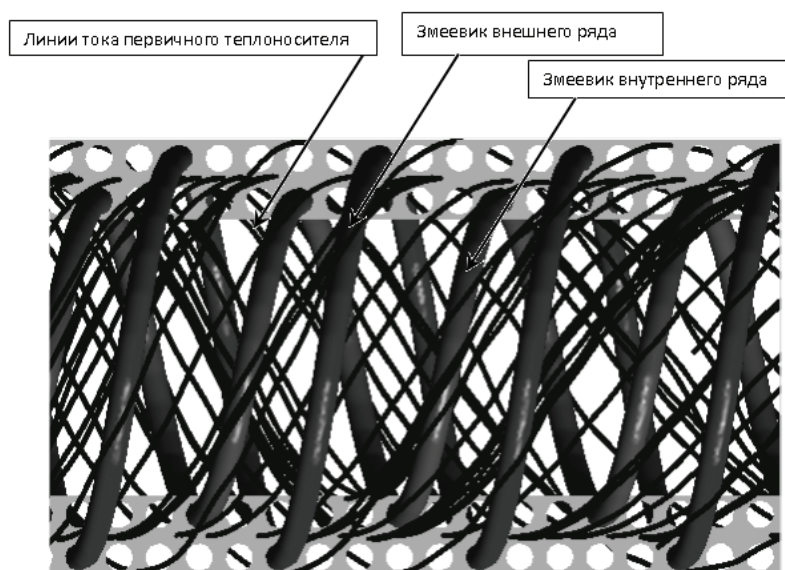 Линии тока первичного теплоносителя
Змеевик внешнего ряда
Змеевик внутреннего ряда